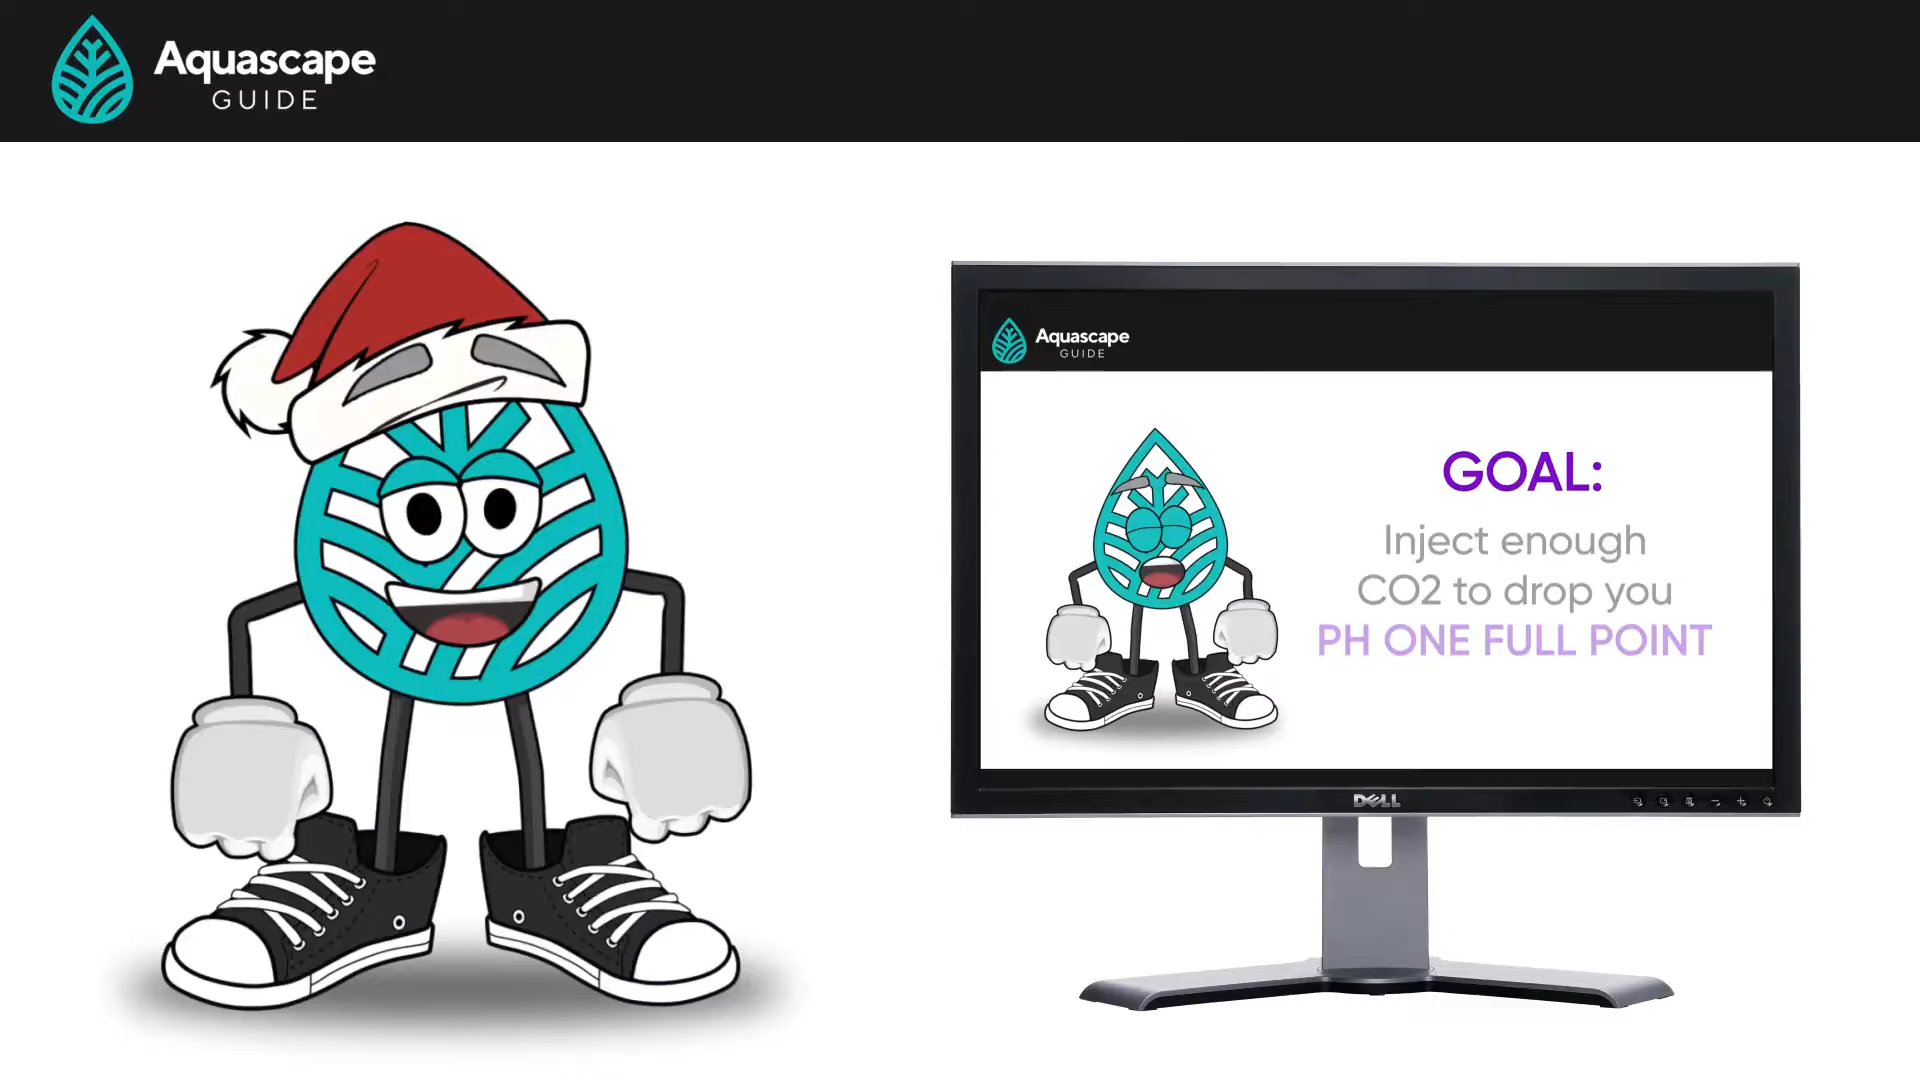 Aquascape
GUIDE
Aquascape
GUIDE
GOAL:
Inject enough
CO2 to drop you
PH ONE FULL POINT
DELL